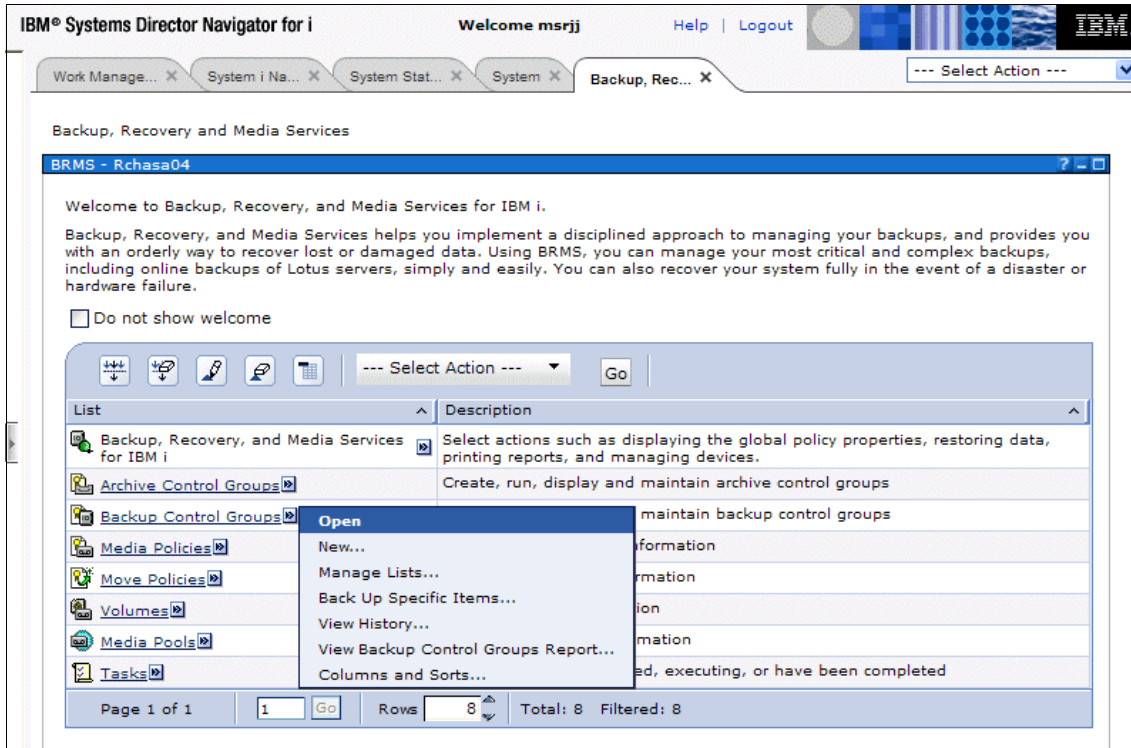 IBM® Systems Director Navigator for i Welcome msrjj Help | Logout IBM.
Work Manage... System i Na... System Stat... System Backup, Rec... --- Select Action ---
Backup, Recovery and Media Services
BRMS - Rchasa04
Welcome to Backup, Recovery, and Media Services for IBM i.
Backup, Recovery, and Media Services helps you implement a disciplined approach to managing your backups, and provides you
with an orderly way to recover lost or damaged data. Using BRMS, you can manage your most critical and complex backups,
including online backups of Lotus servers, simply and easily. You can also recover your system fully in the event of a disaster or
hardware failure.
Do not show welcome
--- Select Action --- Go
List Description
Backup, Recovery, and Media Services Select actions such as displaying the global policy properties, restoring data,
for IBM i printing reports, and managing devices.
Archive Control Groups Create, run, display and maintain archive control groups
Backup Control Groups Open maintain backup control groups
Media Policies New... formation
Move Policies Manage Lists... rmation
Back Up Specific Items...
Volumes ion
View History...
Media Pools mation
View Backup Control Groups Report...
Tasks Columns and Sorts... ed, executing, or have been completed
Page 1 of 1 1 Go Rows 8 Total: 8 Filtered: 8